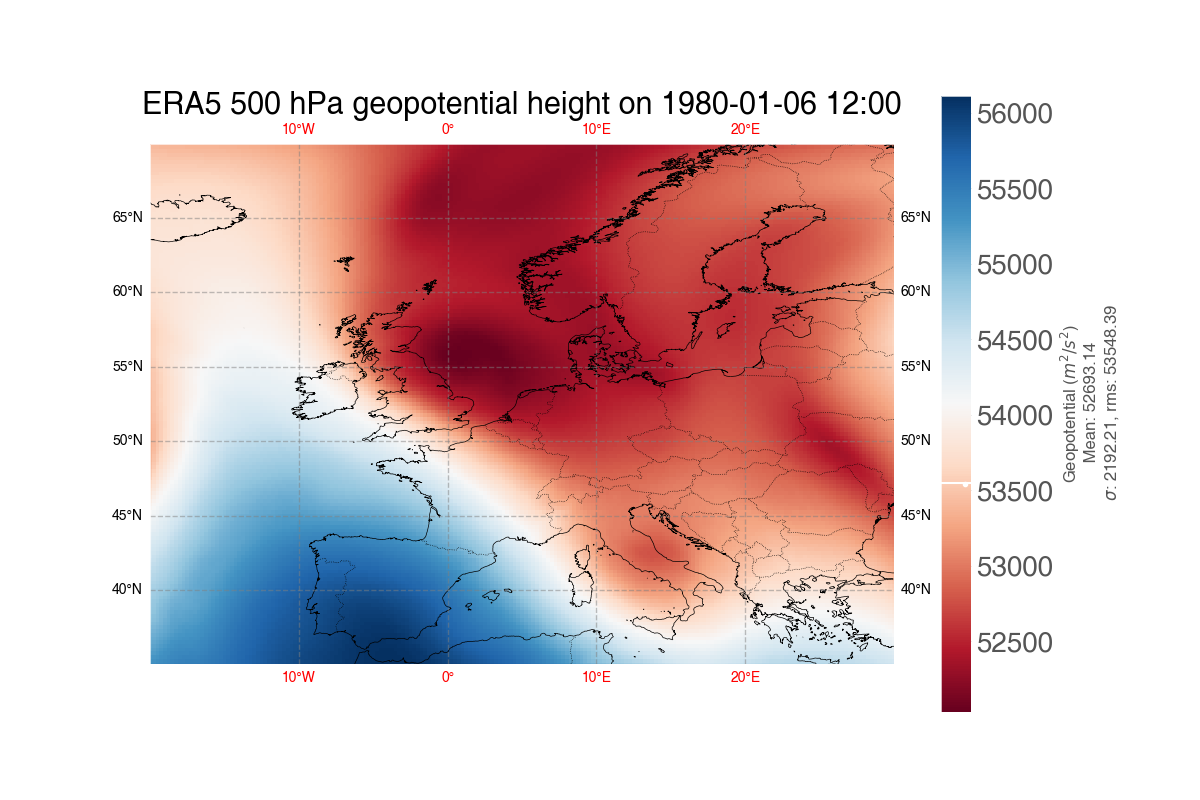 ERA5 500 hPa geopotential height on 1980-01-06 12:00
10°W 0° 10°E 20°E
65°N 65°N
60°N 60°N
55°N 55°N
50°N 50°N
45°N 45°N
40°N 40°N
10°W 0° 10°E 20°E
56000
55500
55000
54500
54000
53500
53000
52500
Geopotential (m²/s⁻²)
Mean: 52693.14
σ: 2192.21, rms: 53548.39